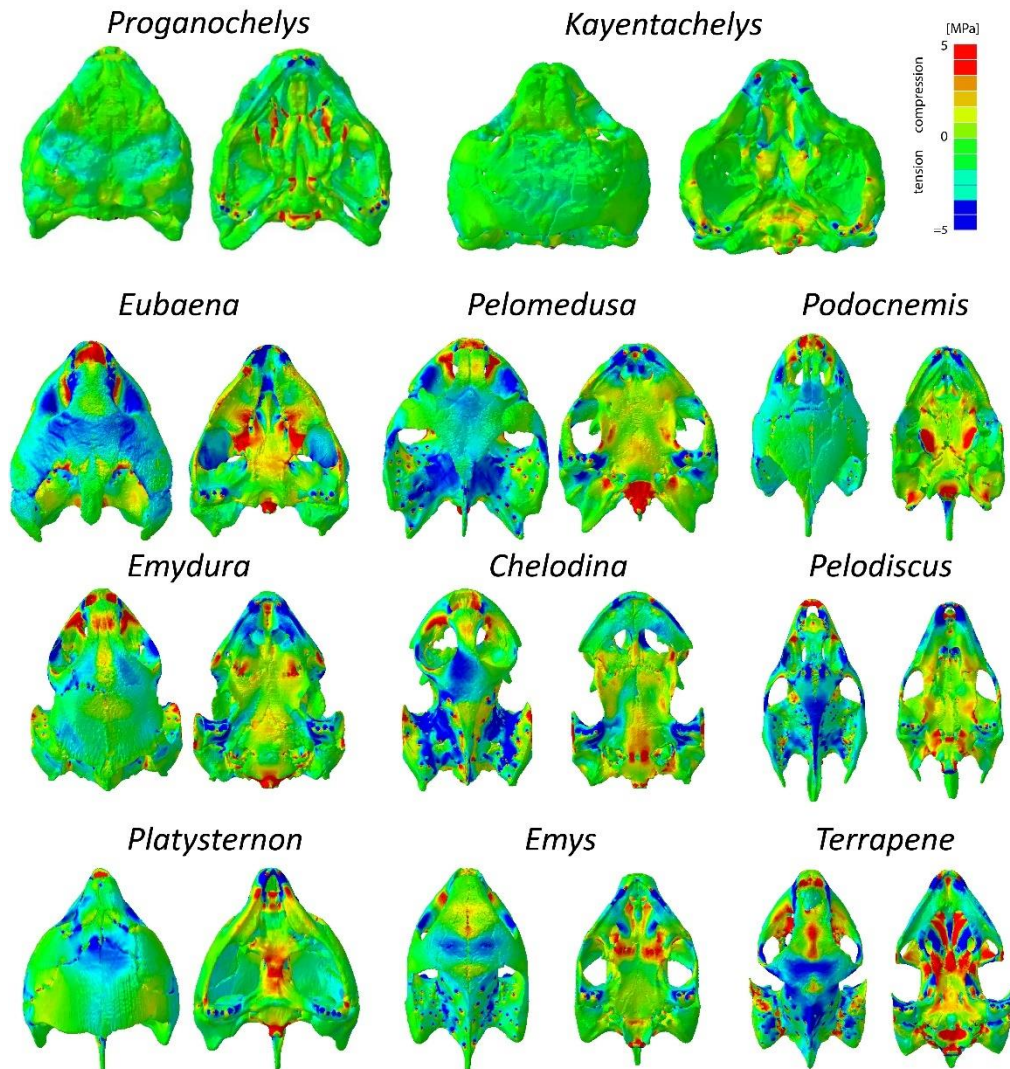 Proganochelys
Kayentachelys
[MPa]
5
compression
0
tension
=5
Eubaena
Pelomedusa
Podocnemis
Emydura
Chelodina
Pelodiscus
Platysternon
Emys
Terrapene